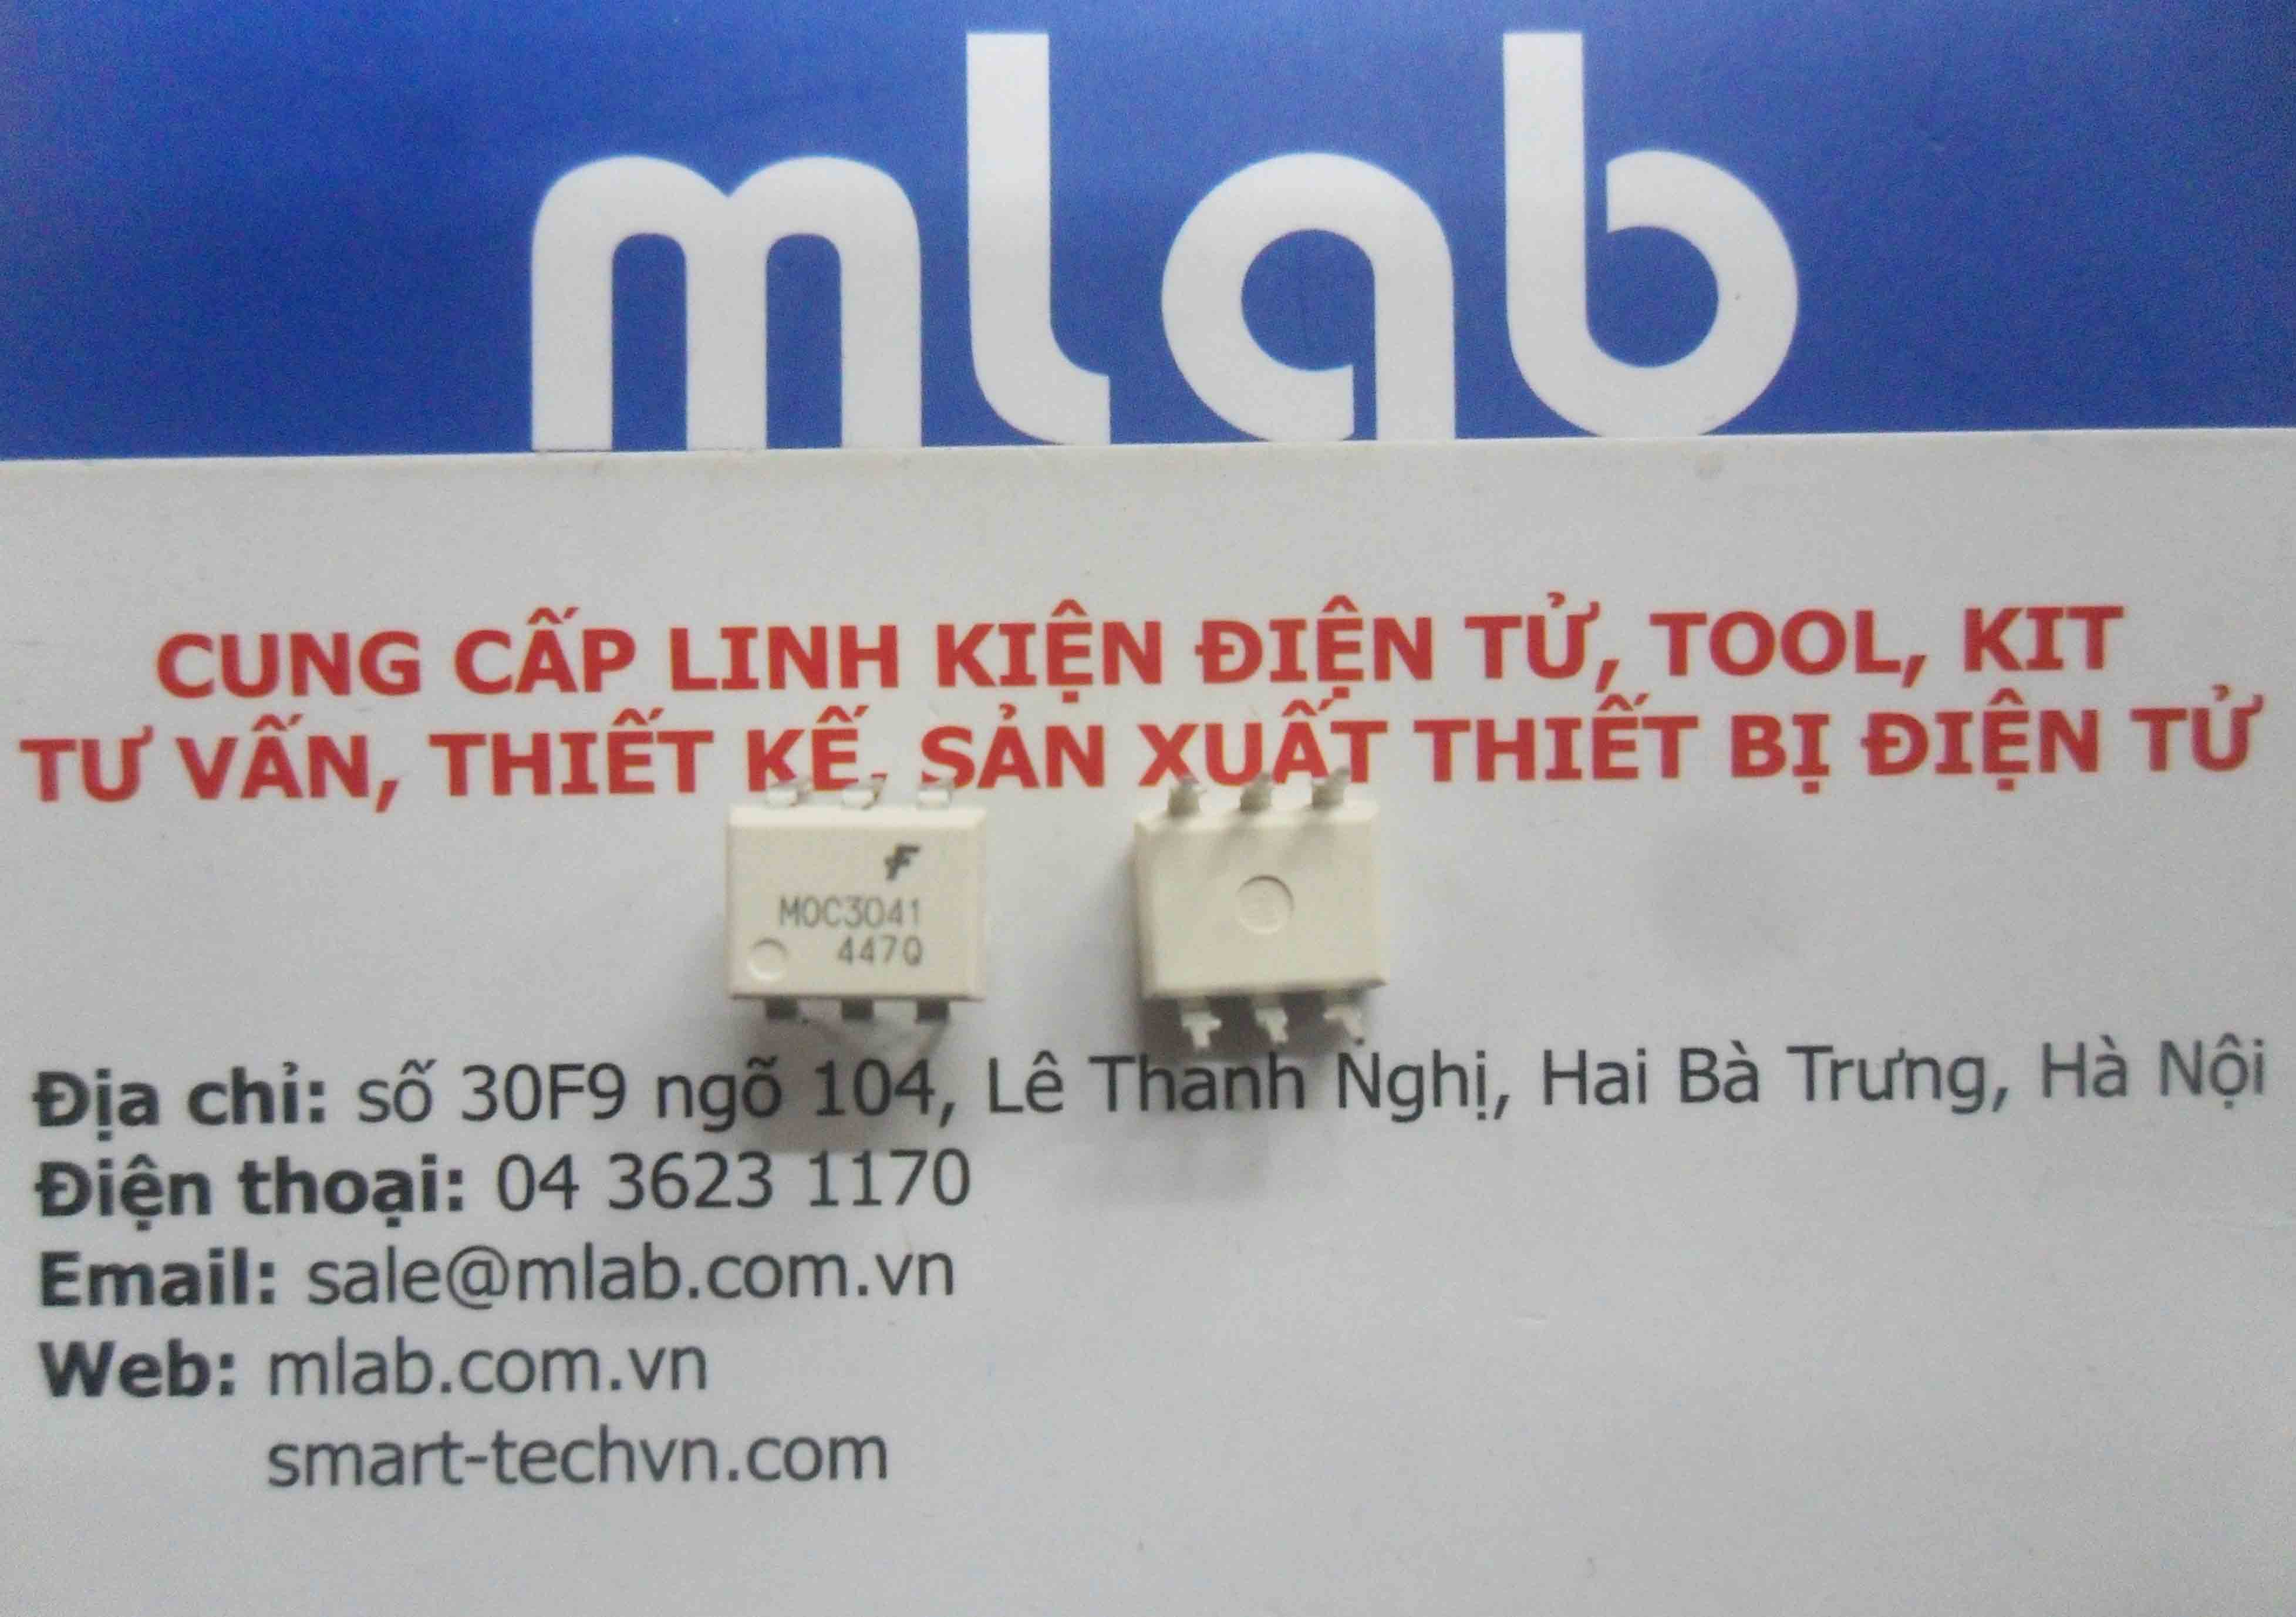 mlab
CUNG CẤP LINH KIỆN ĐIỆN TỬ, TOOL, KIT
TƯ VẤN, THIẾT KẾ, SẢN XUẤT THIẾT BỊ ĐIỆN TỬ
F
MOC3041
447Q
Địa chỉ: số 30F9 ngõ 104, Lê Thanh Nghị, Hai Bà Trưng, Hà Nội
Điện thoại: 04 3623 1170
Email: sale@mlab.com.vn
Web: mlab.com.vn
smart-techvn.com